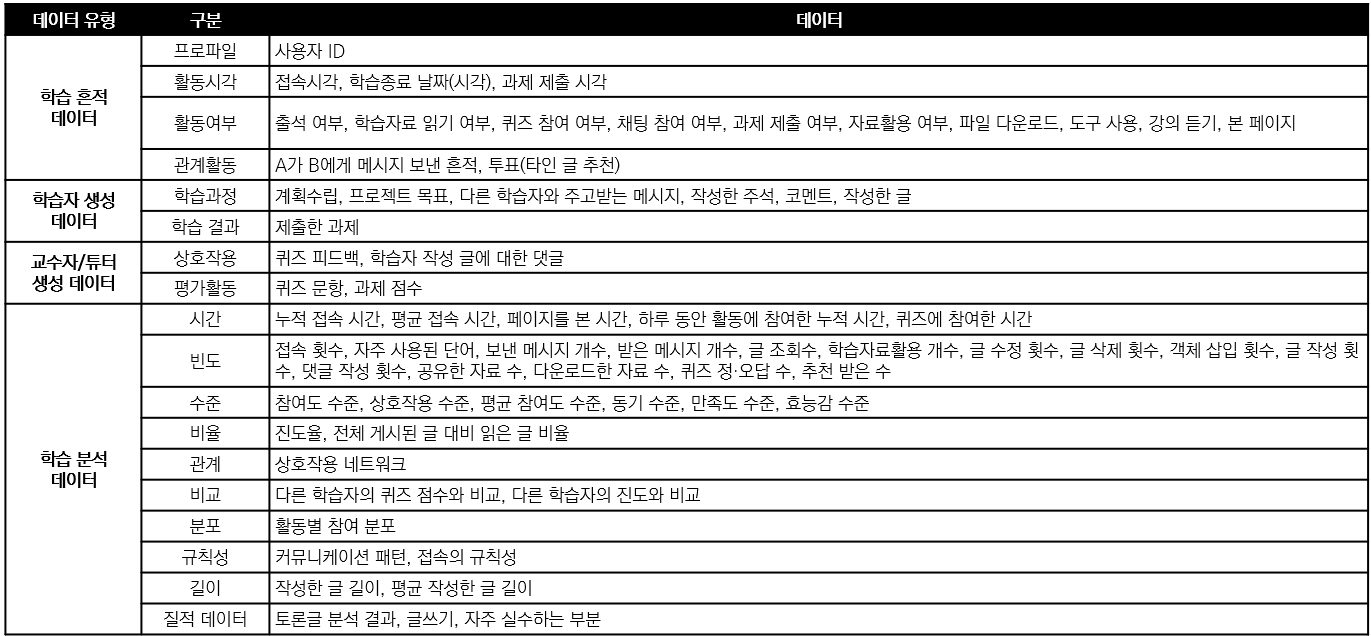 데이터 유형 구분 데이터
학습 흔적
데이터
프로파일 사용자 ID
활동시각 접속시각, 학습종료 날짜(시각), 과제 제출 시각
활동여부 출석 여부, 학습자료 읽기 여부, 퀴즈 참여 여부, 채팅 참여 여부, 과제 제출 여부, 자료활용 여부, 파일 다운로드, 도구 사용, 강의 듣기, 본 페이지
관계활동 A가 B에게 메시지 보낸 흔적, 투표(타인 글 추천)
학습자 생성
데이터
학습과정 계획수립, 프로젝트 목표, 다른 학습자와 주고받는 메시지, 작성한 주석, 코멘트, 작성한 글
학습 결과 제출한 과제
교수자/튜터
생성 데이터
상호작용 퀴즈 피드백, 학습자 작성 글에 대한 댓글
평가활동 퀴즈 문항, 과제 점수
학습 분석
데이터
시간 누적 접속 시간, 평균 접속 시간, 페이지를 본 시간, 하루 동안 활동에 참여한 누적 시간, 퀴즈에 참여한 시간
빈도 접속 횟수, 자주 사용된 단어, 보낸 메시지 개수, 받은 메시지 개수, 글 조회수, 학습자료활용 개수, 글 수정 횟수, 글 삭제 횟수, 객체 삽입 횟수, 글 작성 횟
수, 댓글 작성 횟수, 공유한 자료 수, 다운로드한 자료 수, 퀴즈 정·오답 수, 추천 받은 수
수준 참여도 수준, 상호작용 수준, 평균 참여도 수준, 동기 수준, 만족도 수준, 효능감 수준
비율 진도율, 전체 게시된 글 대비 읽은 글 비율
관계 상호작용 네트워크
비교 다른 학습자의 퀴즈 점수와 비교, 다른 학습자의 진도와 비교
분포 활동별 참여 분포
규칙성 커뮤니케이션 패턴, 접속의 규칙성
길이 작성한 글 길이, 평균 작성한 글 길이
질적 데이터 토론글 분석 결과, 글쓰기, 자주 실수하는 부분